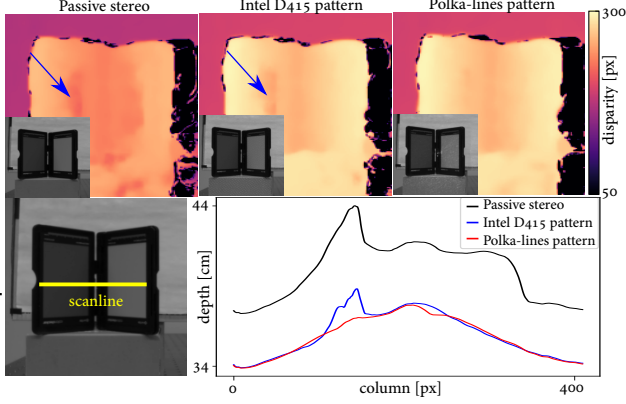 Passive stereo
Intel D415 pattern
Polka-lines pattern
300
disparity [px]
50
scanline
44
depth [cm]
34
Passive stereo
Intel D415 pattern
Polka-lines pattern
0
column [px]
400